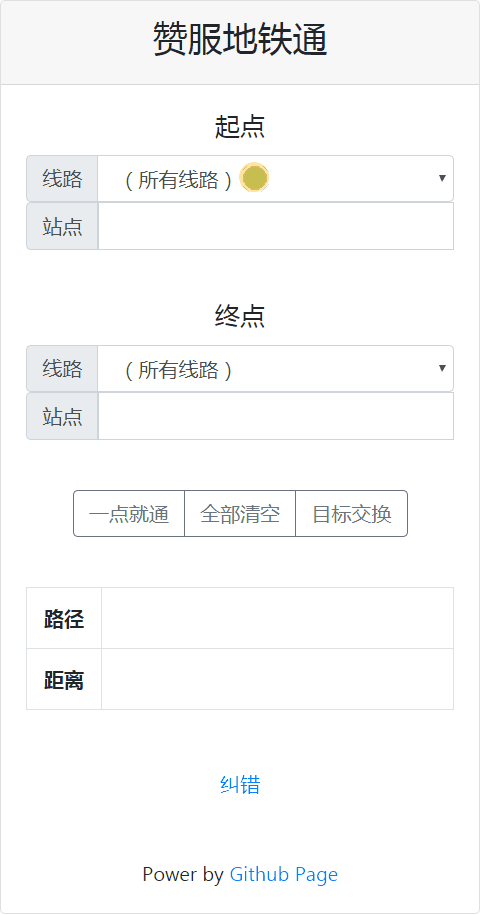 赞服地铁通
起点
线路 （所有线路）
站点
终点
线路 （所有线路）
站点
一点就通 全部清空 目标交换
路径
距离
纠错
Power by Github Page